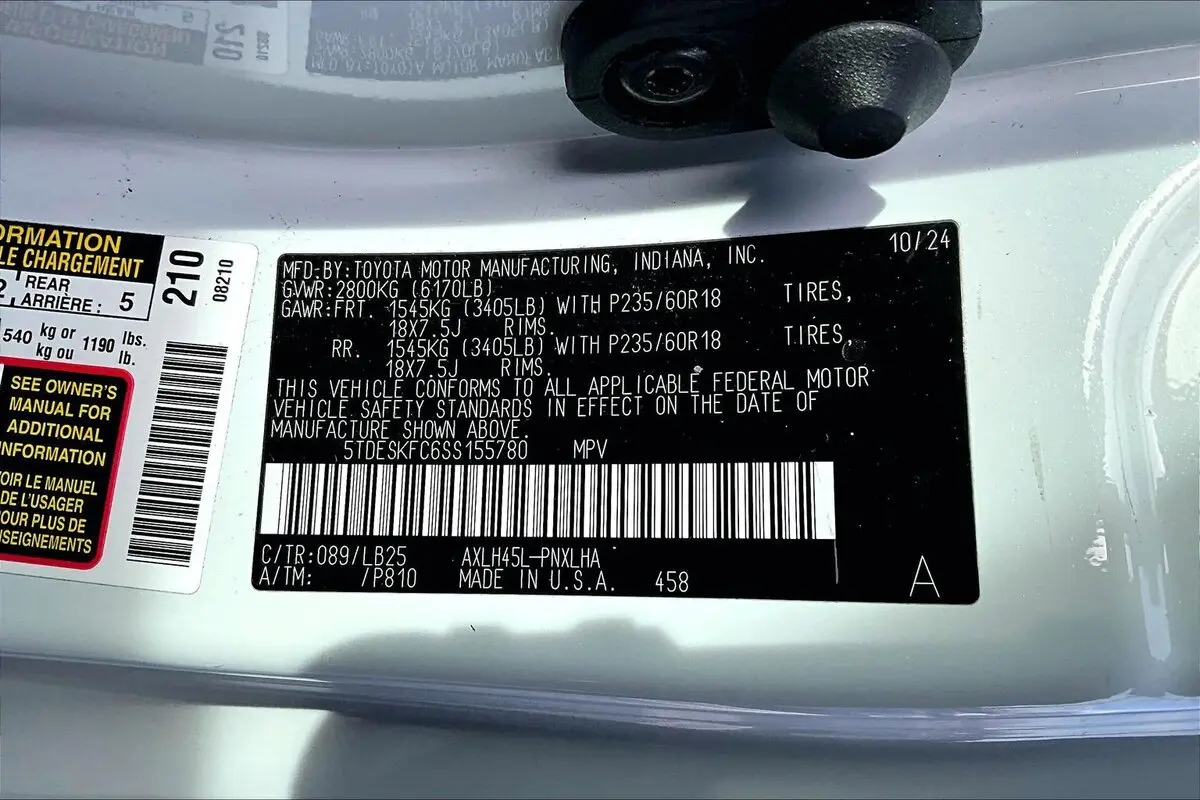 ORMATION
LE CHARGEMENT
REAR
ARRIÈRE: 5
540 kg or 1190 lbs.
kg ou lb.
SEE OWNER'S
MANUAL FOR
ADDITIONAL
INFORMATION
OIR LE MANUEL
DE L'USAGER
OUR PLUS DE
NSEIGNEMENTS
210
08210
10/24
MFD.BY:TOYOTA MOTOR MANUFACTURING, INDIANA, INC.
GVWR:2800KG (6170LB)
GAWR:FRT. 1545KG (3405LB) WITH P235/60R18 TIRES,
18X7.5J RIMS.
RR. 1545KG (3405LB) WITH P235/60R18 TIRES,
18X7.5J RIMS.
THIS VEHICLE CONFORMS TO ALL APPLICABLE FEDERAL MOTOR
VEHICLE SAFETY STANDARDS IN EFFECT ON THE DATE OF
MANUFACTURE SHOWN ABOVE.
5TDESKFC6SS155780 MPV
C/TR:089/LB25 AXLH45L-PNXLHA
A/TM: /P810 MADE IN U.S.A. 458
A